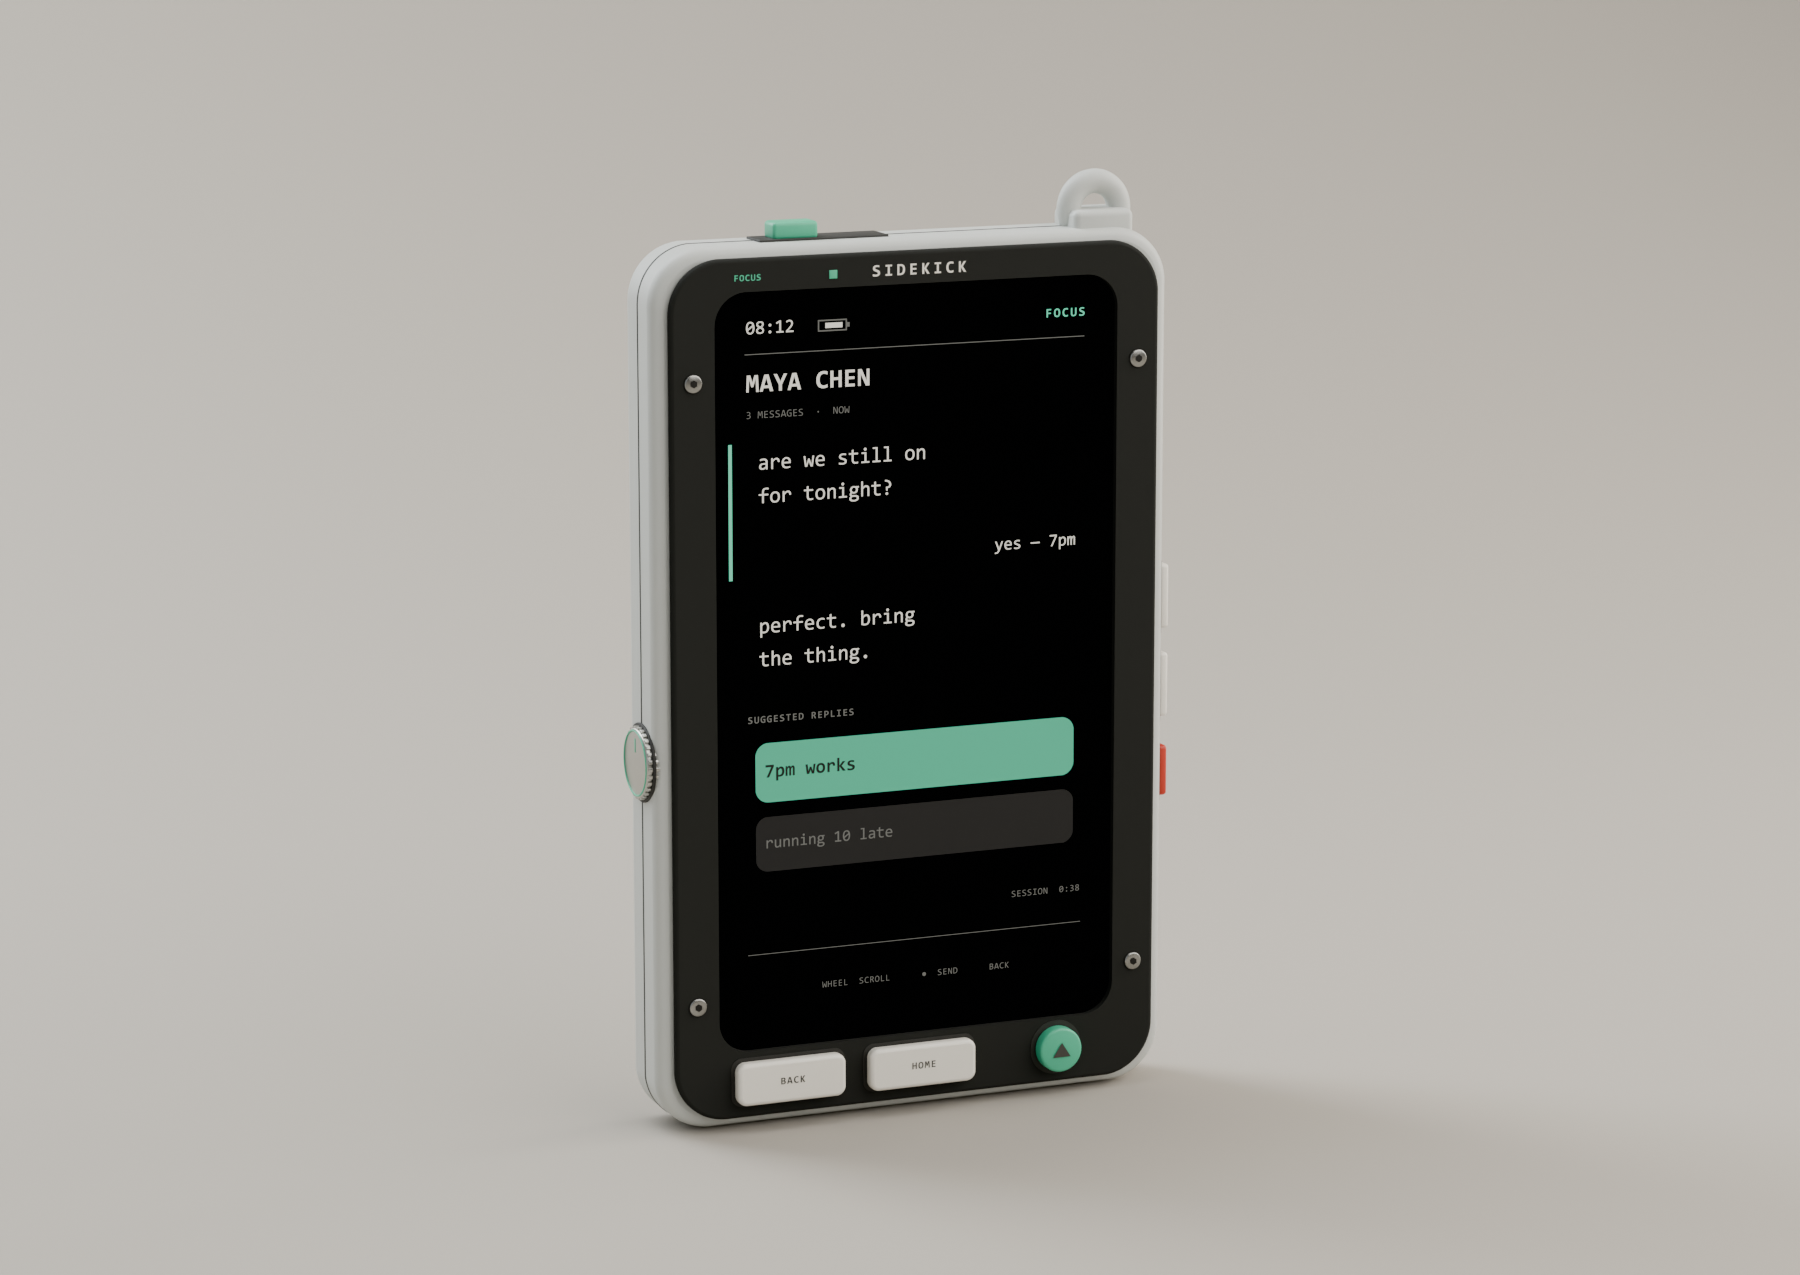 FOCUS SIDEKICK
08:12 FOCUS
MAYA CHEN
3 MESSAGES · NOW
are we still on
for tonight?
yes — 7pm
perfect. bring
the thing.
SUGGESTED REPLIES
7pm works
running 10 late
SESSION 0:38
WHEEL SCROLL • SEND BACK
BACK HOME